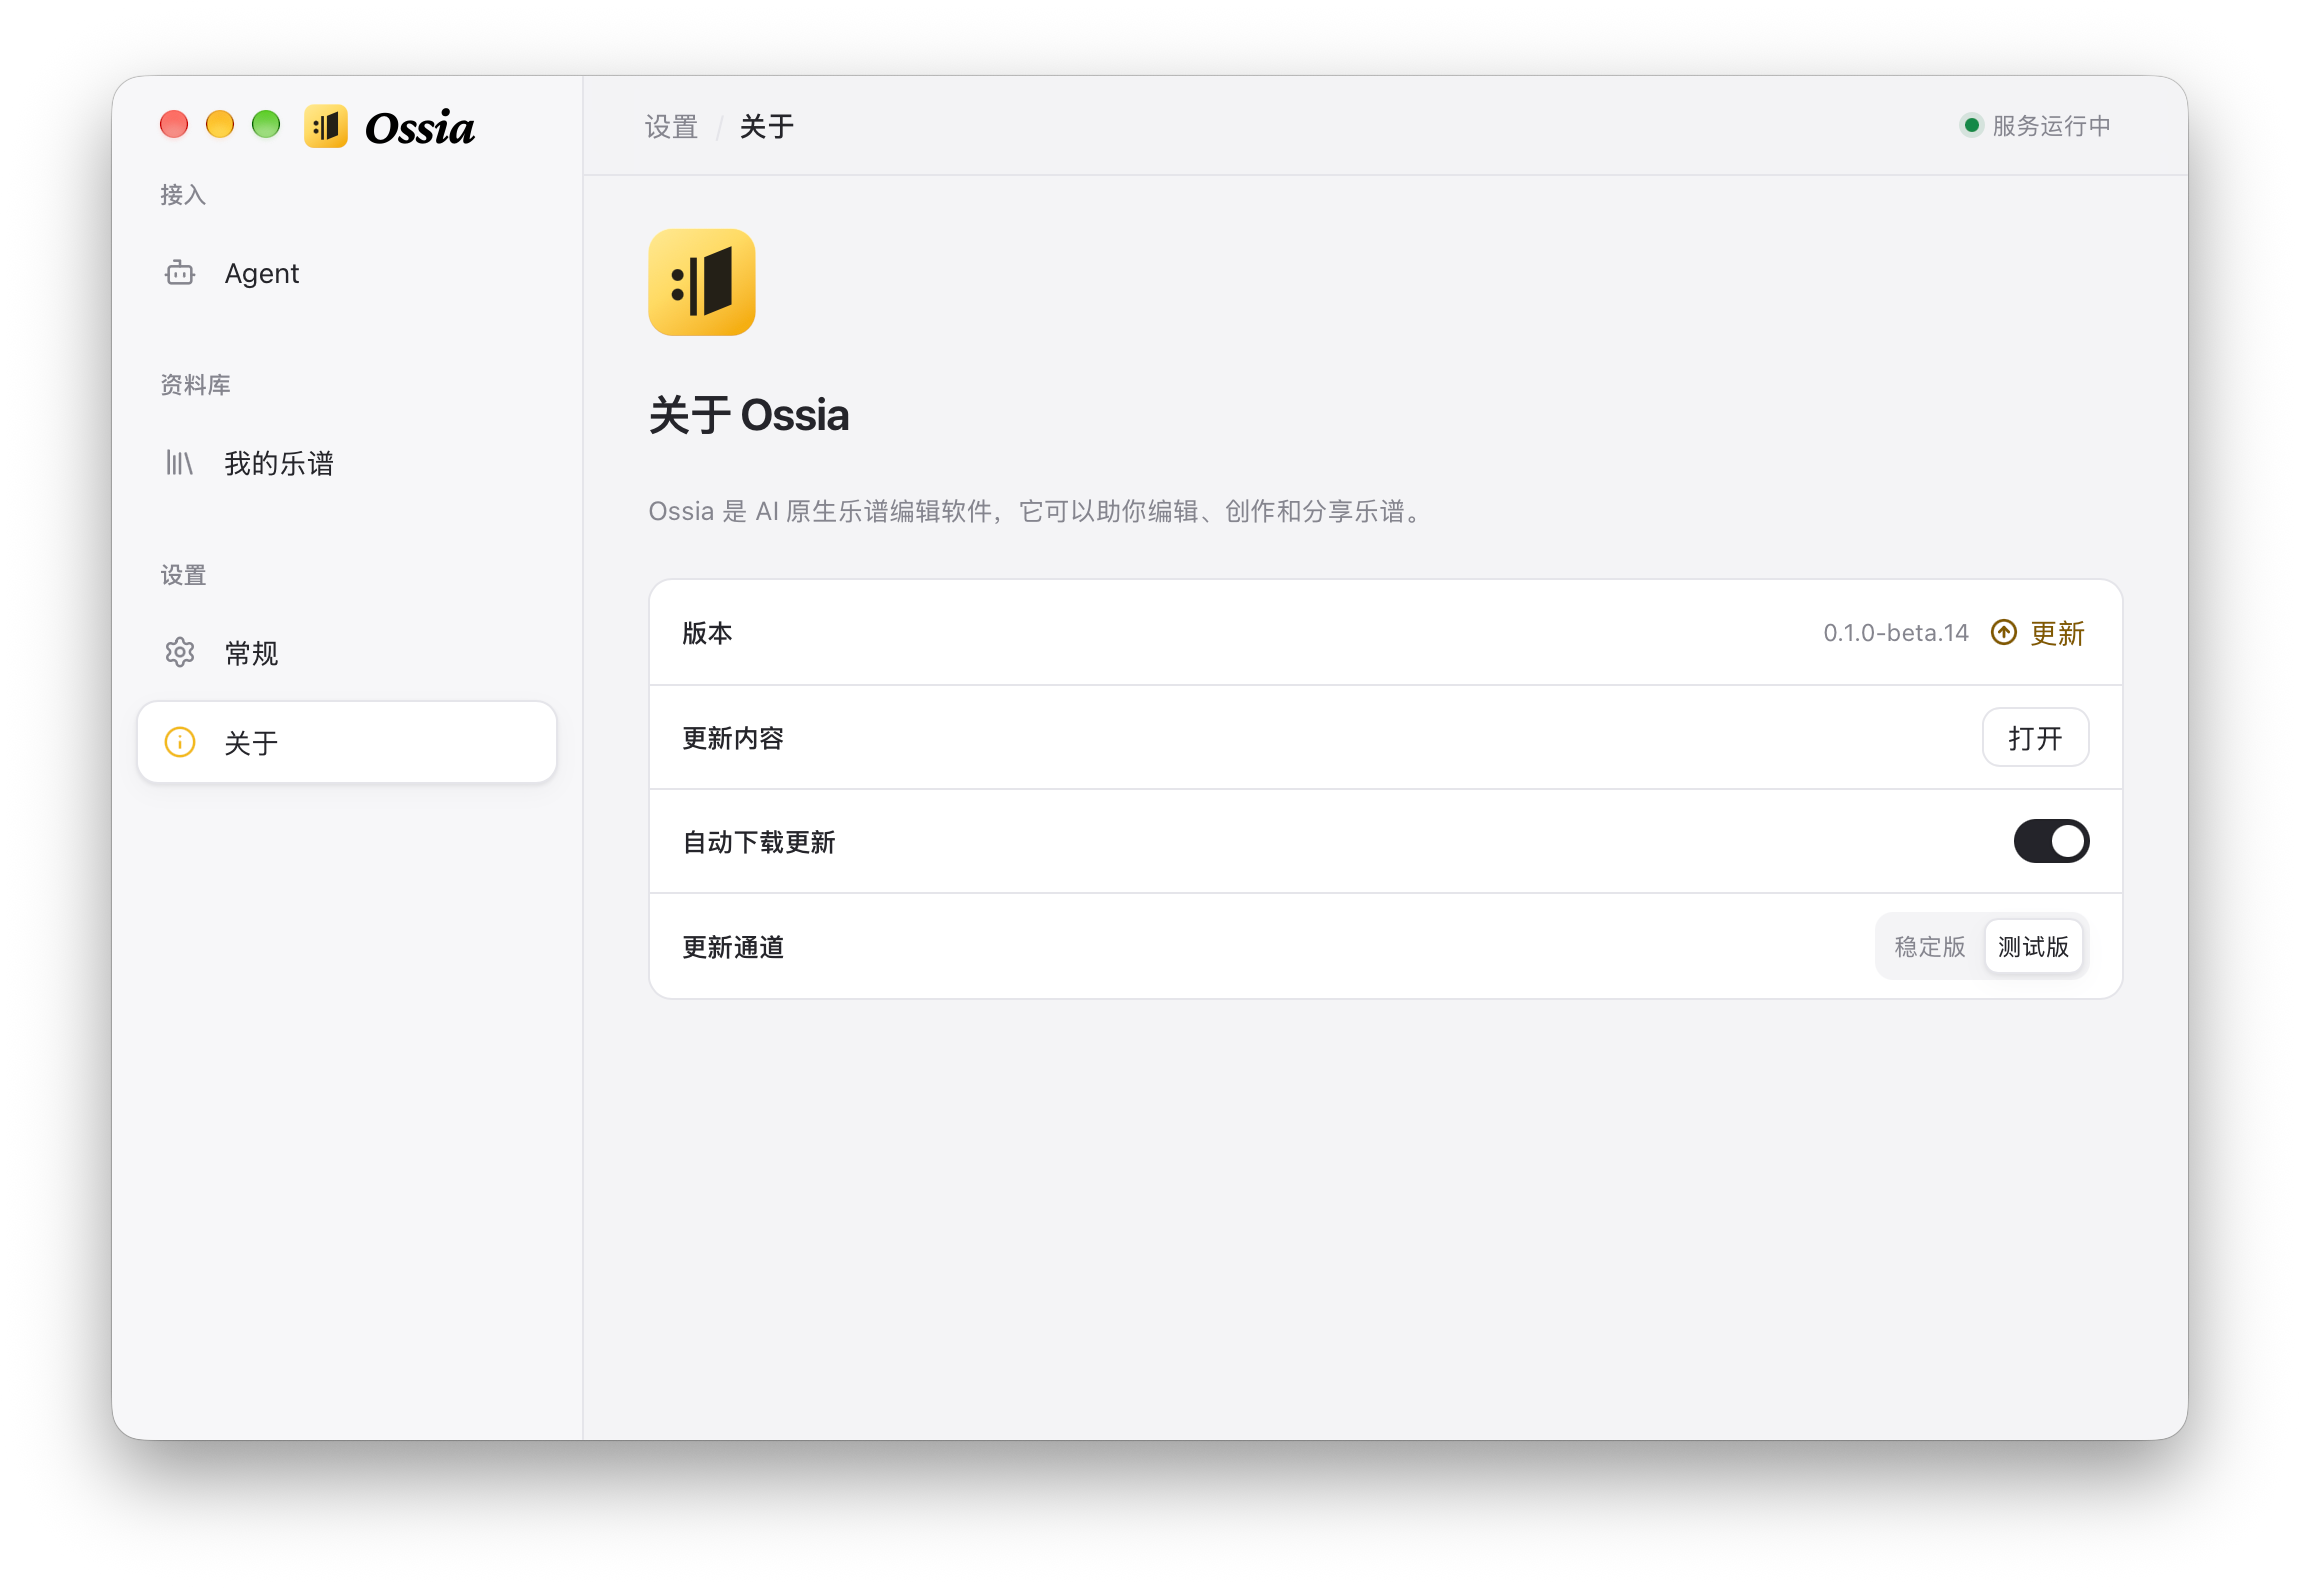 Ossia
接入
Agent
资料库
我的乐谱
设置
常规
关于
设置 / 关于
服务运行中
关于 Ossia
Ossia 是 AI 原生乐谱编辑软件，它可以助你编辑、创作和分享乐谱。
版本
0.1.0-beta.14 更新
更新内容
打开
自动下载更新
更新通道
稳定版 测试版